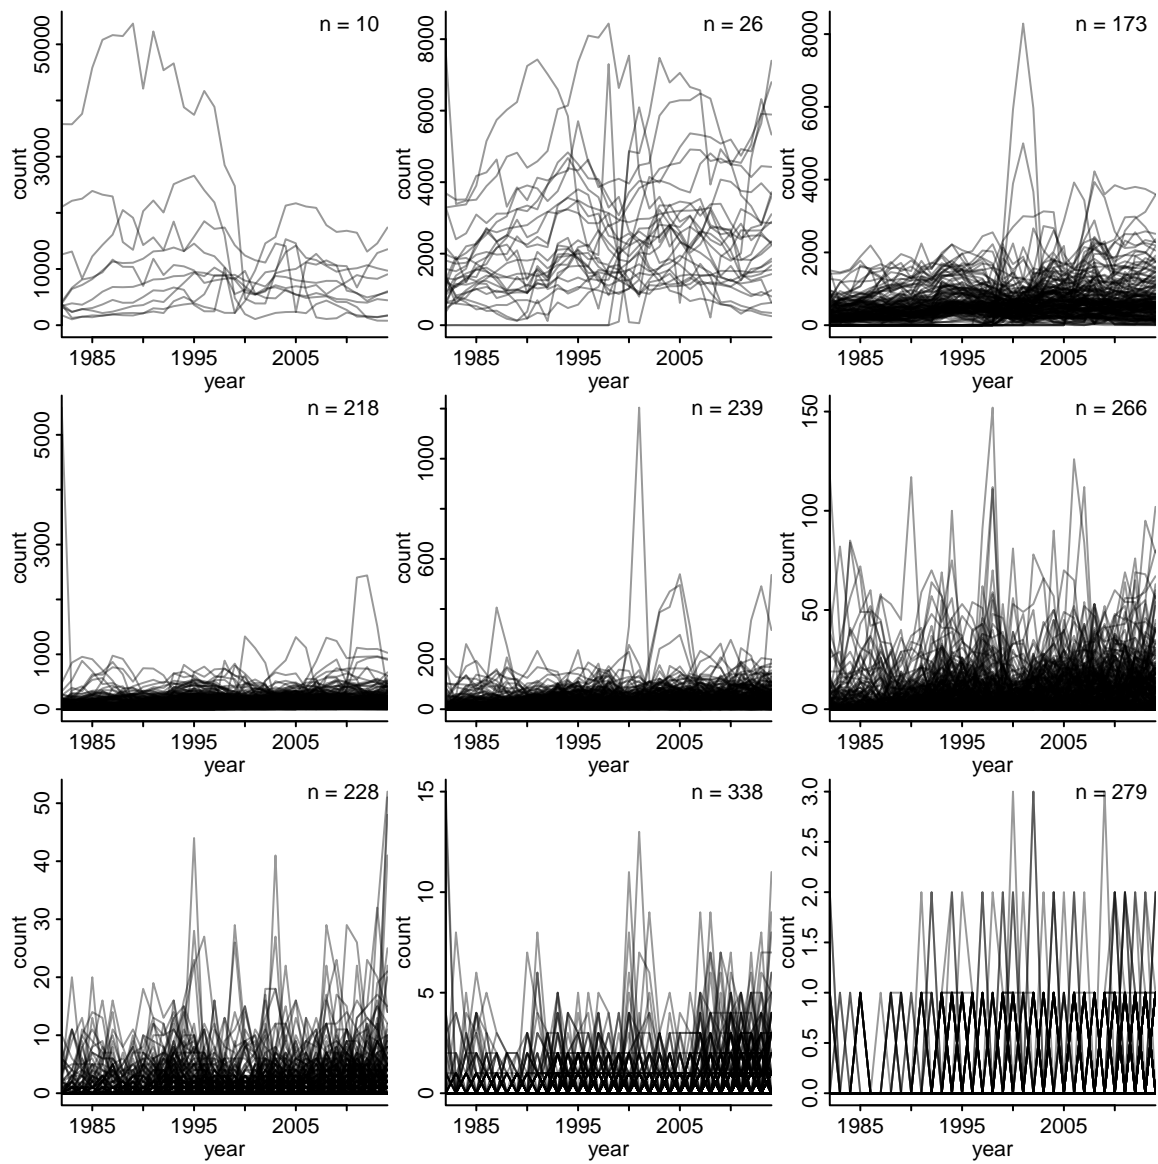 n = 10
count
0
10000
30000
50000
1985
1995
2005
year
n = 26
count
0
2000
4000
6000
8000
1985
1995
2005
year
n = 173
count
0
2000
4000
6000
8000
1985
1995
2005
year
n = 218
count
0
1000
3000
5000
1985
1995
2005
year
n = 239
count
0
200
600
1000
1985
1995
2005
year
n = 266
count
0
50
100
150
1985
1995
2005
year
n = 228
count
0
10
20
30
40
50
1985
1995
2005
year
n = 338
count
0
5
10
15
1985
1995
2005
year
n = 279
count
0.0
0.5
1.0
1.5
2.0
2.5
3.0
1985
1995
2005
year